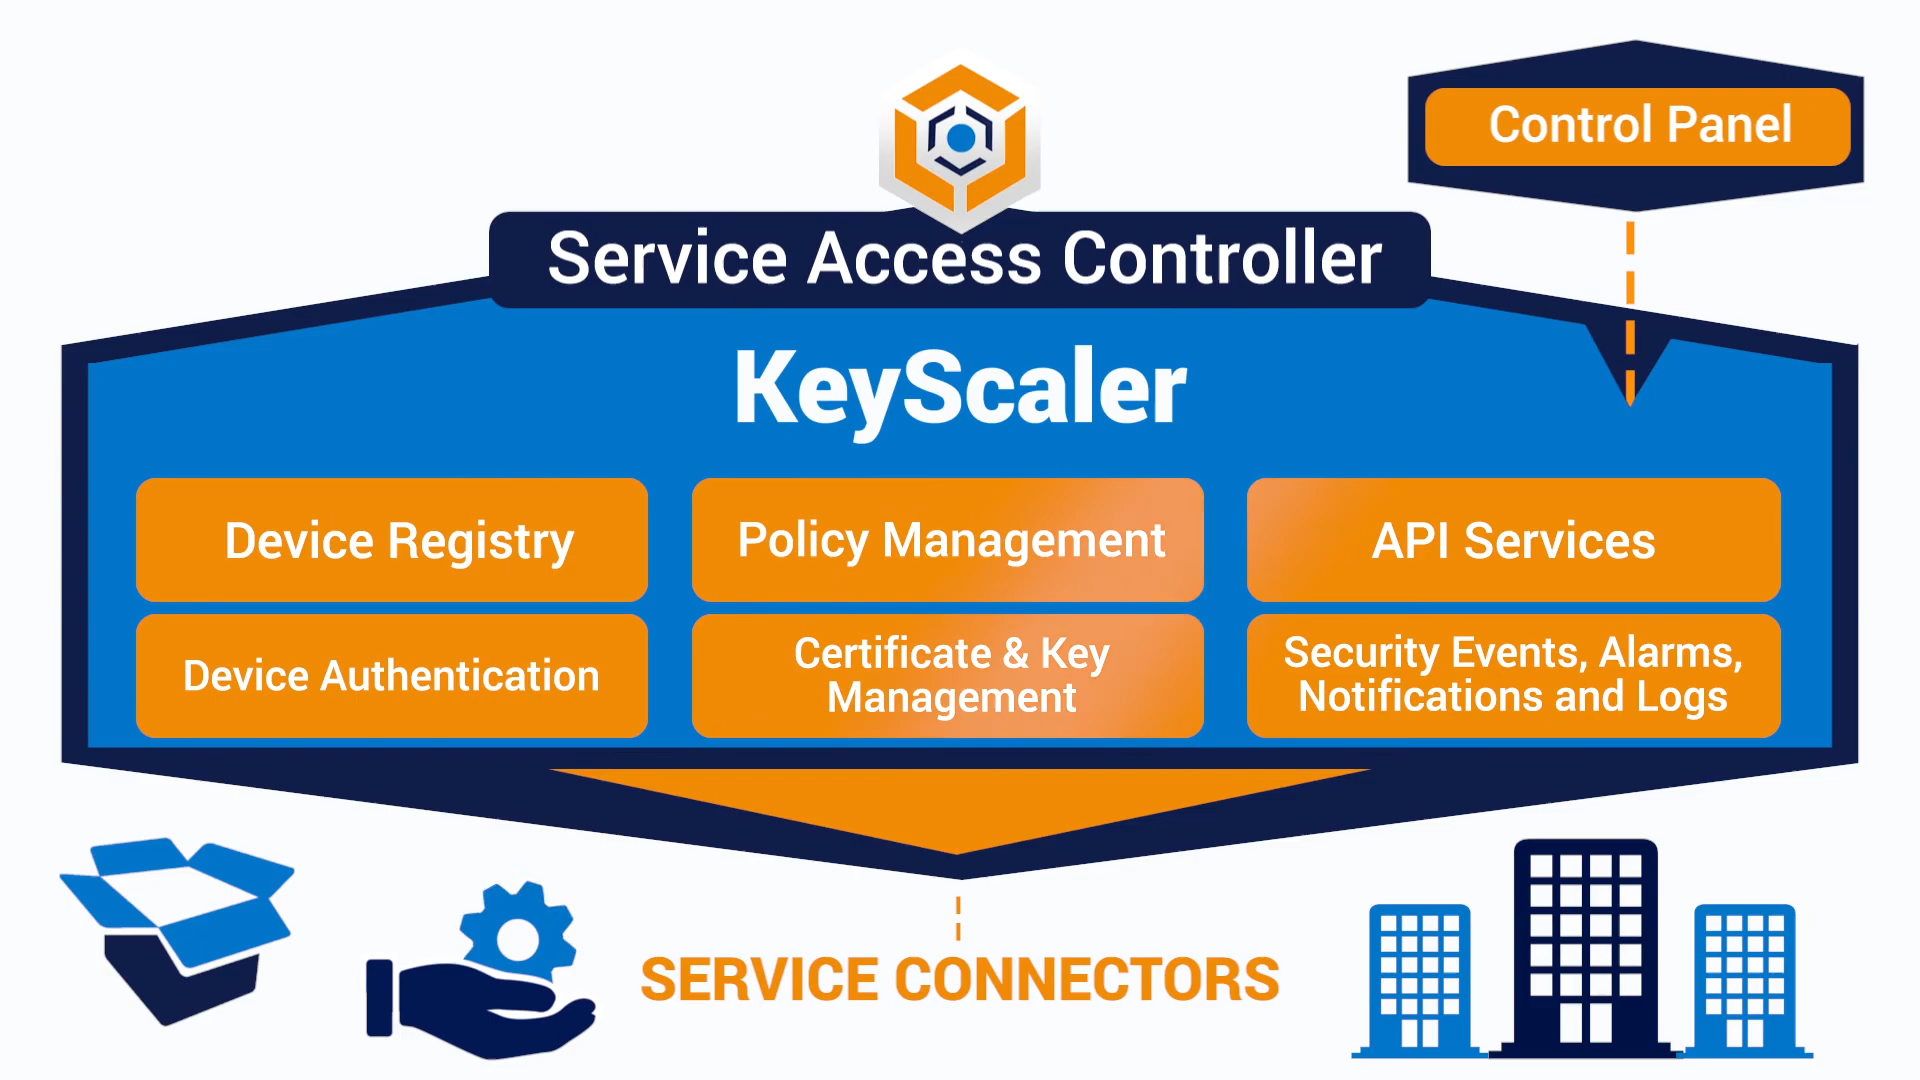 Control Panel
Service Access Controller
KeyScaler
Device Registry
Policy Management
API Services
Device Authentication
Certificate & Key
Management
Security Events, Alarms,
Notifications and Logs
SERVICE CONNECTORS